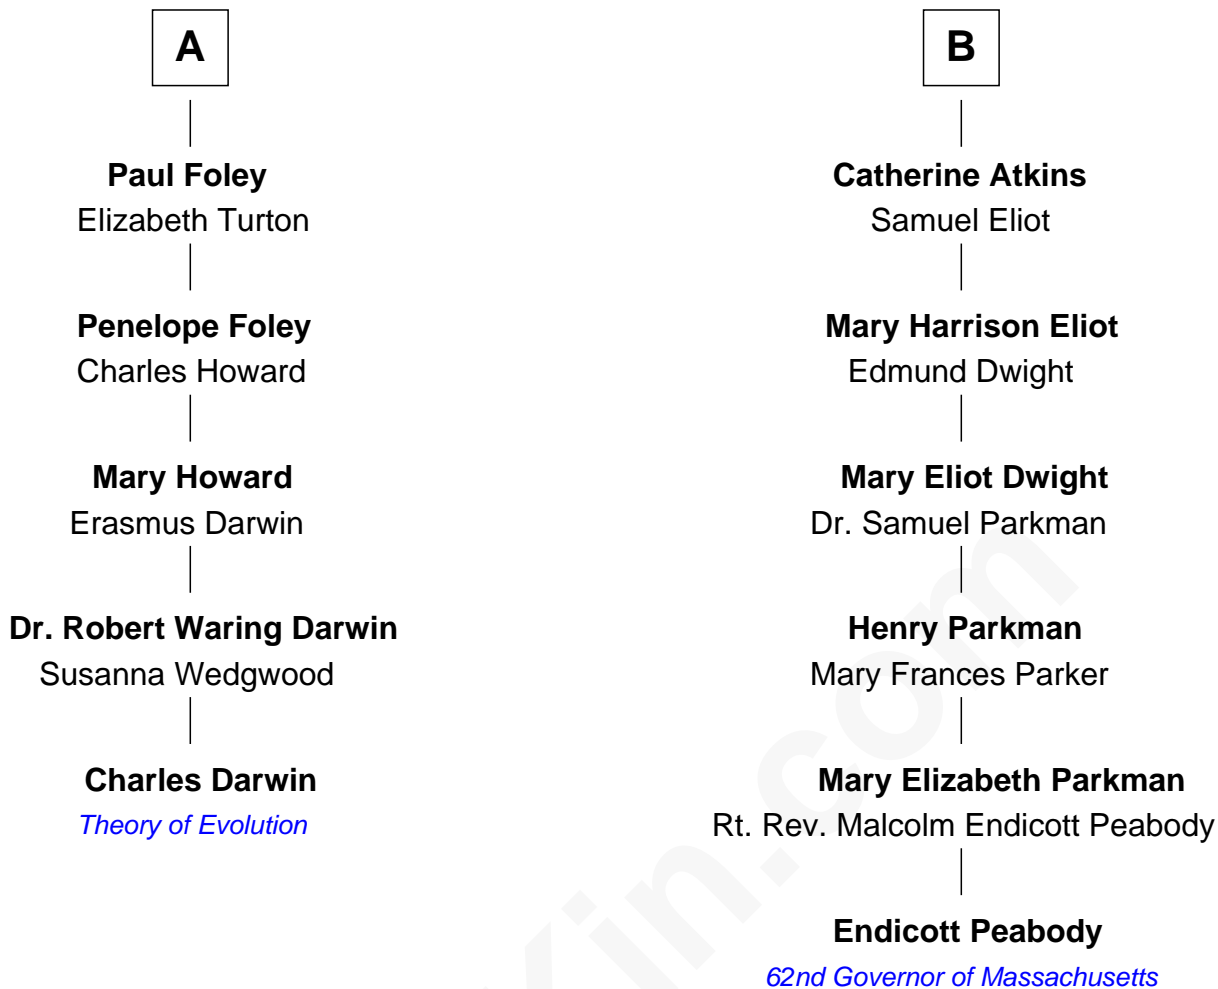 A
Paul Foley
Elizabeth Turton
Penelope Foley
Charles Howard
Mary Howard
Erasmus Darwin
Dr. Robert Waring Darwin
Susanna Wedgwood
Charles Darwin
Theory of Evolution
B
Catherine Atkins
Samuel Eliot
Mary Harrison Eliot
Edmund Dwight
Mary Eliot Dwight
Dr. Samuel Parkman
Henry Parkman
Mary Frances Parker
Mary Elizabeth Parkman
Rt. Rev. Malcolm Endicott Peabody
Endicott Peabody
62nd Governor of Massachusetts